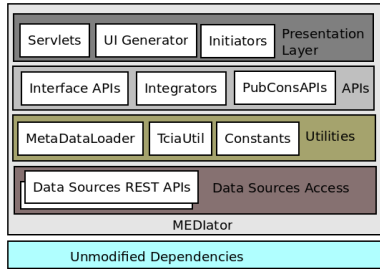 Servlets UI Generator Initiators Presentation
Layer
Interface APIs Integrators PubConsAPIs APIs
MetaDataLoader TciaUtil Constants Utilities
Data Sources REST APIs Data Sources Access
MEDIator
Unmodified Dependencies